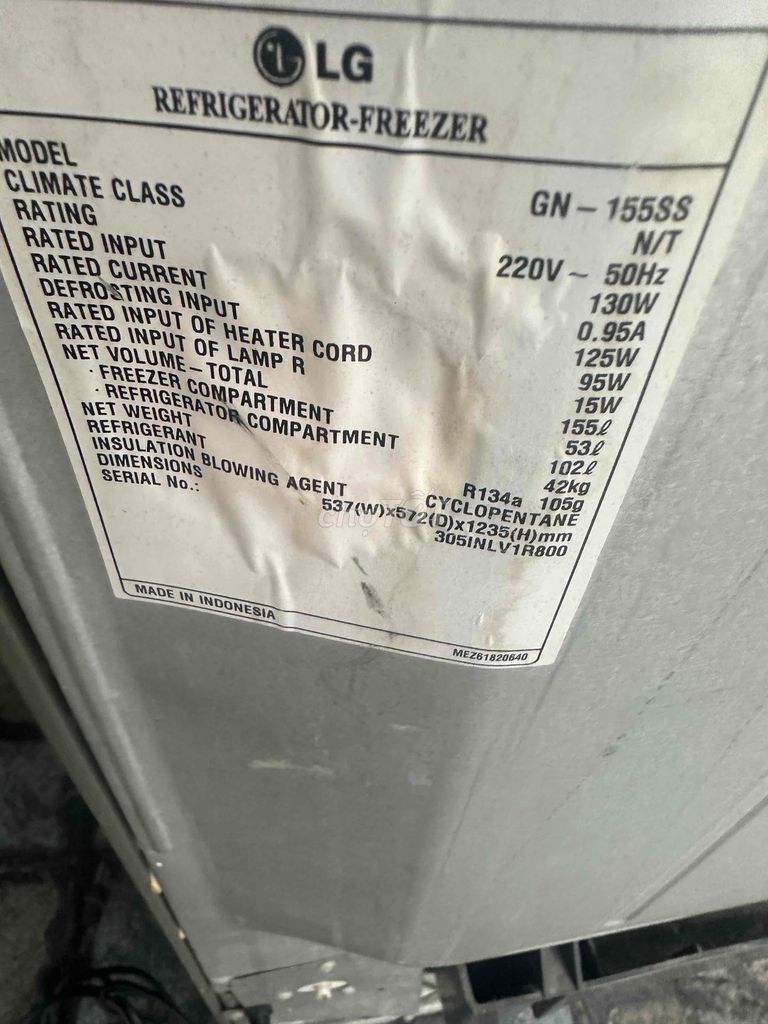 LG
REFRIGERATOR-FREEZER
MODEL GN-155SS
CLIMATE CLASS N/T
RATING 220V~ 50Hz
RATED INPUT 130W
RATED CURRENT 0.95A
DEFROSTING INPUT 125W
RATED INPUT OF HEATER CORD 95W
RATED INPUT OF LAMP R 15W
NET VOLUME-TOTAL 155ℓ
· FREEZER COMPARTMENT 53ℓ
· REFRIGERATOR COMPARTMENT 102ℓ
NET WEIGHT 42kg
REFRIGERANT R134a 105g
INSULATION BLOWING AGENT CYCLOPENTANE
DIMENSIONS 537(W)x572(D)x1235(H)mm
SERIAL No.: 305INLV1R800
MADE IN INDONESIA
MEZ61820640